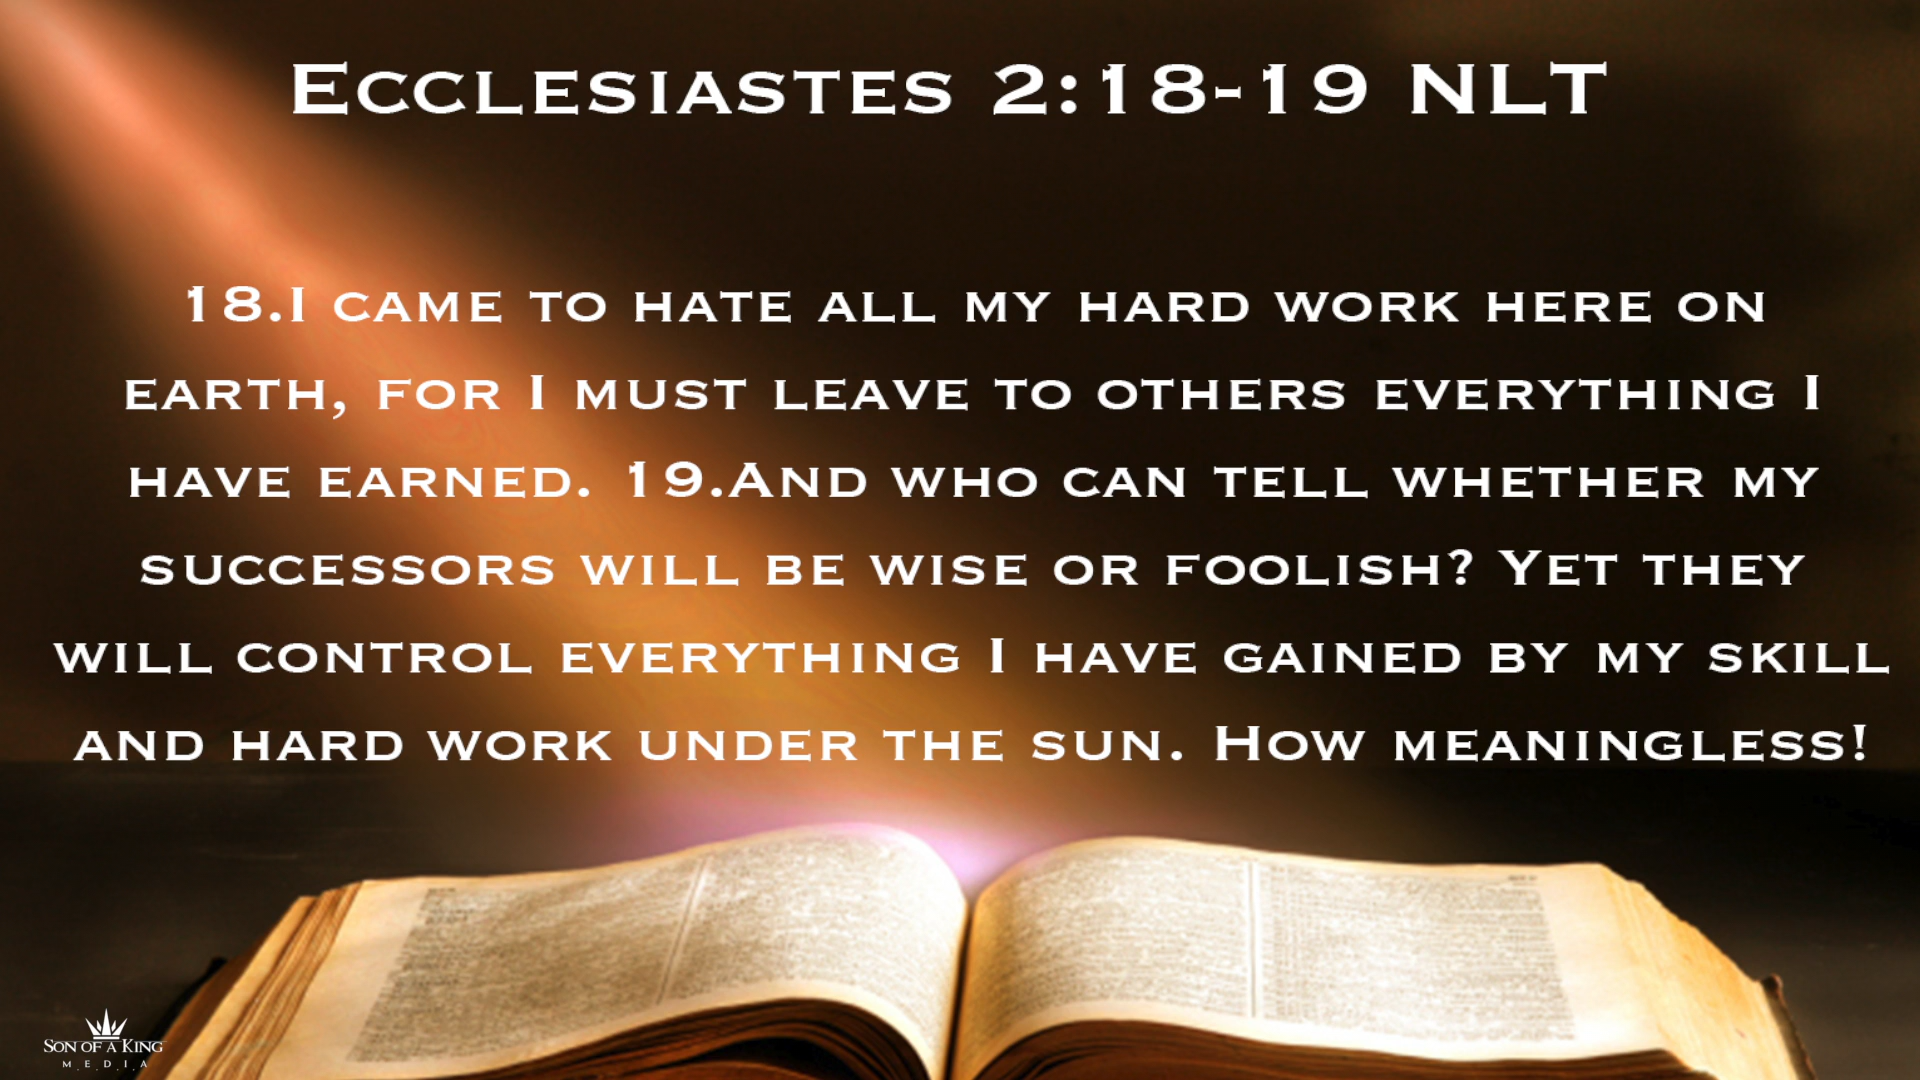 Ecclesiastes 2:18-19 NLT
18.I came to hate all my hard work here on
earth, for I must leave to others everything I
have earned. 19.And who can tell whether my
successors will be wise or foolish? Yet they
will control everything I have gained by my skill
and hard work under the sun. How meaningless!
Son of a King
MEDIA